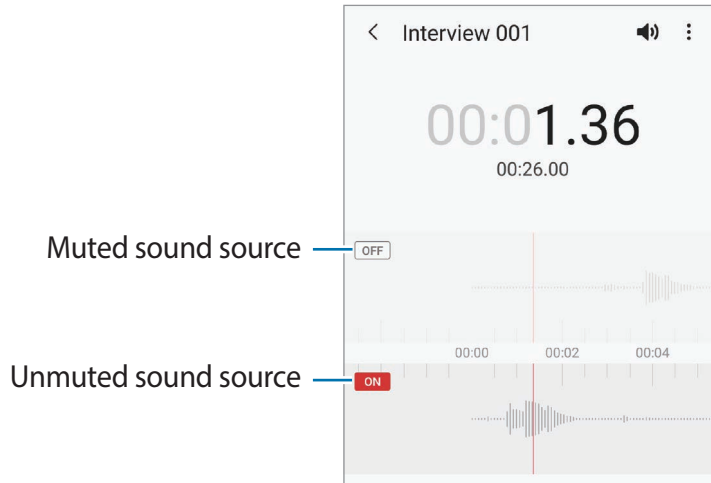 Interview 001
00:01.36
00:26.00
Muted sound source
OFF
00:00 00:02 00:04
Unmuted sound source
ON